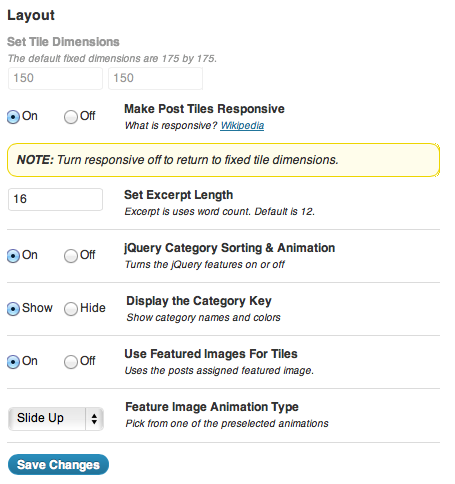 Layout
Set Tile Dimensions
The default fixed dimensions are 175 by 175.
150 150
On Off Make Post Tiles Responsive
What is responsive? Wikipedia
NOTE: Turn responsive off to return to fixed tile dimensions.
16 Set Excerpt Length
Excerpt is uses word count. Default is 12.
On Off jQuery Category Sorting & Animation
Turns the jQuery features on or off
Show Hide Display the Category Key
Show category names and colors
On Off Use Featured Images For Tiles
Uses the posts assigned featured image.
Slide Up Feature Image Animation Type
Pick from one of the preselected animations
Save Changes